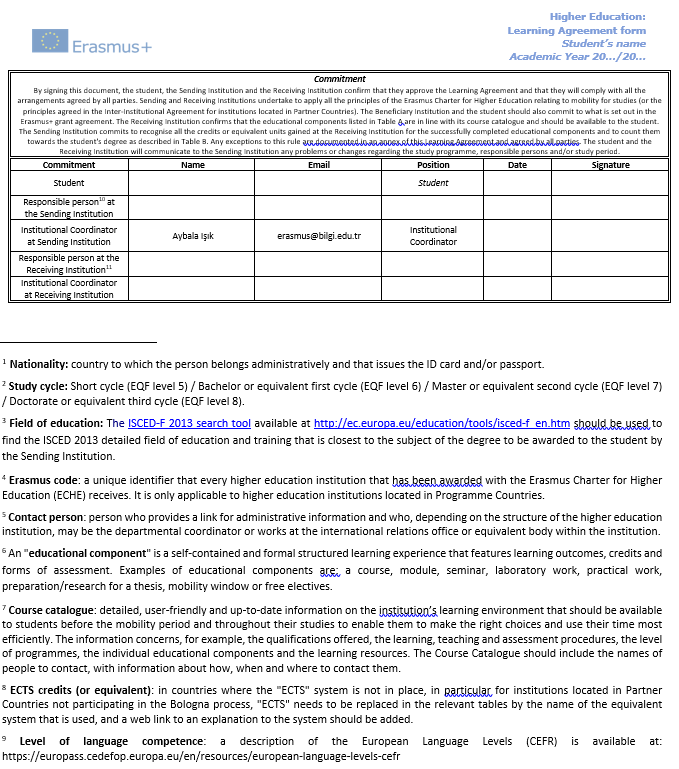 Higher Education:
Learning Agreement form
Student's name
Academic Year 20.../20...
Erasmus+
Commitment
By signing this document, the student, the Sending Institution and the Receiving Institution confirm that they approve the Learning Agreement and that they will comply with all the
arrangements agreed by all parties. Sending and Receiving Institutions undertake to apply all the principles of the Erasmus Charter for Higher Education relating to mobility for studies (or the
principles agreed in the Inter-Institutional Agreement for institutions located in Partner Countries). The Beneficiary Institution and the student should also commit to what is set out in the
Erasmus+ grant agreement. The Receiving Institution confirms that the educational components listed in Table A are in line with its course catalogue and should be available to the student.
The Sending Institution commits to recognise all the credits or equivalent units gained at the Receiving Institution for the successfully completed educational components and to count them
towards the student's degree as described in Table B. Any exceptions to this rule are documented in an annex of this Learning Agreement and agreed by all parties. The student and the
Receiving Institution will communicate to the Sending Institution any problems or changes regarding the study programme, responsible persons and/or study period.
Commitment Name Email Position Date Signature
Student Student
Responsible person¹⁰ at
the Sending Institution
Institutional Coordinator
at Sending Institution
Aybala Işık erasmus@bilgi.edu.tr
Institutional
Coordinator
Responsible person at the
Receiving Institution¹¹
Institutional Coordinator
at Receiving Institution
¹ Nationality: country to which the person belongs administratively and that issues the ID card and/or passport.
² Study cycle: Short cycle (EQF level 5) / Bachelor or equivalent first cycle (EQF level 6) / Master or equivalent second cycle (EQF level 7)
/ Doctorate or equivalent third cycle (EQF level 8).
³ Field of education: The ISCED-F 2013 search tool available at http://ec.europa.eu/education/tools/isced-f_en.htm should be used to
find the ISCED 2013 detailed field of education and training that is closest to the subject of the degree to be awarded to the student by
the Sending Institution.
⁴ Erasmus code: a unique identifier that every higher education institution that has been awarded with the Erasmus Charter for Higher
Education (ECHE) receives. It is only applicable to higher education institutions located in Programme Countries.
⁵ Contact person: person who provides a link for administrative information and who, depending on the structure of the higher education
institution, may be the departmental coordinator or works at the international relations office or equivalent body within the institution.
⁶ An "educational component" is a self-contained and formal structured learning experience that features learning outcomes, credits and
forms of assessment. Examples of educational components are: a course, module, seminar, laboratory work, practical work,
preparation/research for a thesis, mobility window or free electives.
⁷ Course catalogue: detailed, user-friendly and up-to-date information on the institution's learning environment that should be available
to students before the mobility period and throughout their studies to enable them to make the right choices and use their time most
efficiently. The information concerns, for example, the qualifications offered, the learning, teaching and assessment procedures, the level
of programmes, the individual educational components and the learning resources. The Course Catalogue should include the names of
people to contact, with information about how, when and where to contact them.
⁸ ECTS credits (or equivalent): in countries where the "ECTS" system is not in place, in particular for institutions located in Partner
Countries not participating in the Bologna process, "ECTS" needs to be replaced in the relevant tables by the name of the equivalent
system that is used, and a web link to an explanation to the system should be added.
⁹ Level of language competence: a description of the European Language Levels (CEFR) is available at:
https://europass.cedefop.europa.eu/en/resources/european-language-levels-cefr